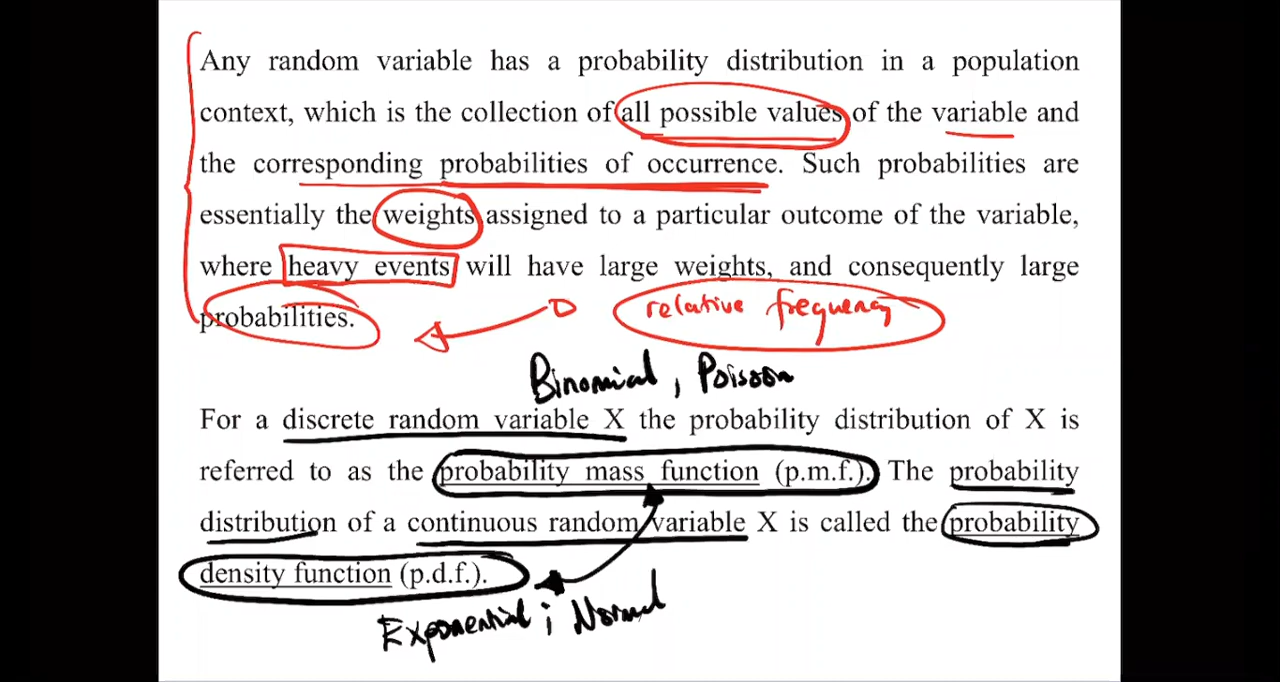 Any random variable has a probability distribution in a population
context, which is the collection of all possible values of the variable and
the corresponding probabilities of occurrence. Such probabilities are
essentially the weights assigned to a particular outcome of the variable,
where heavy events will have large weights, and consequently large
probabilities. relative frequency
Binomial, Poisson
For a discrete random variable X the probability distribution of X is
referred to as the probability mass function (p.m.f.). The probability
distribution of a continuous random variable X is called the probability
density function (p.d.f.).
Exponential; Normal